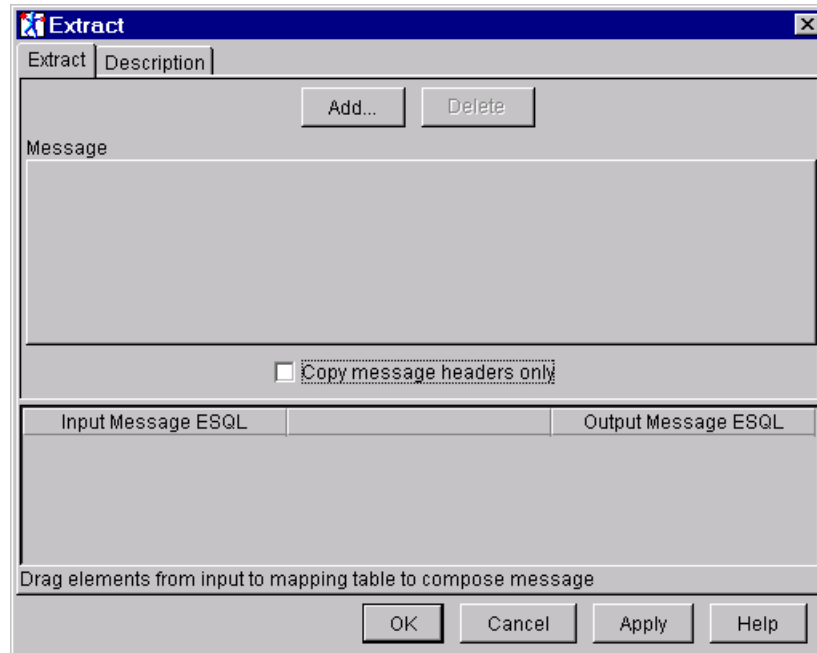 Extract
Extract Description
Add... Delete
Message
Copy message headers only
Input Message ESQL Output Message ESQL
Drag elements from input to mapping table to compose message
OK Cancel Apply Help